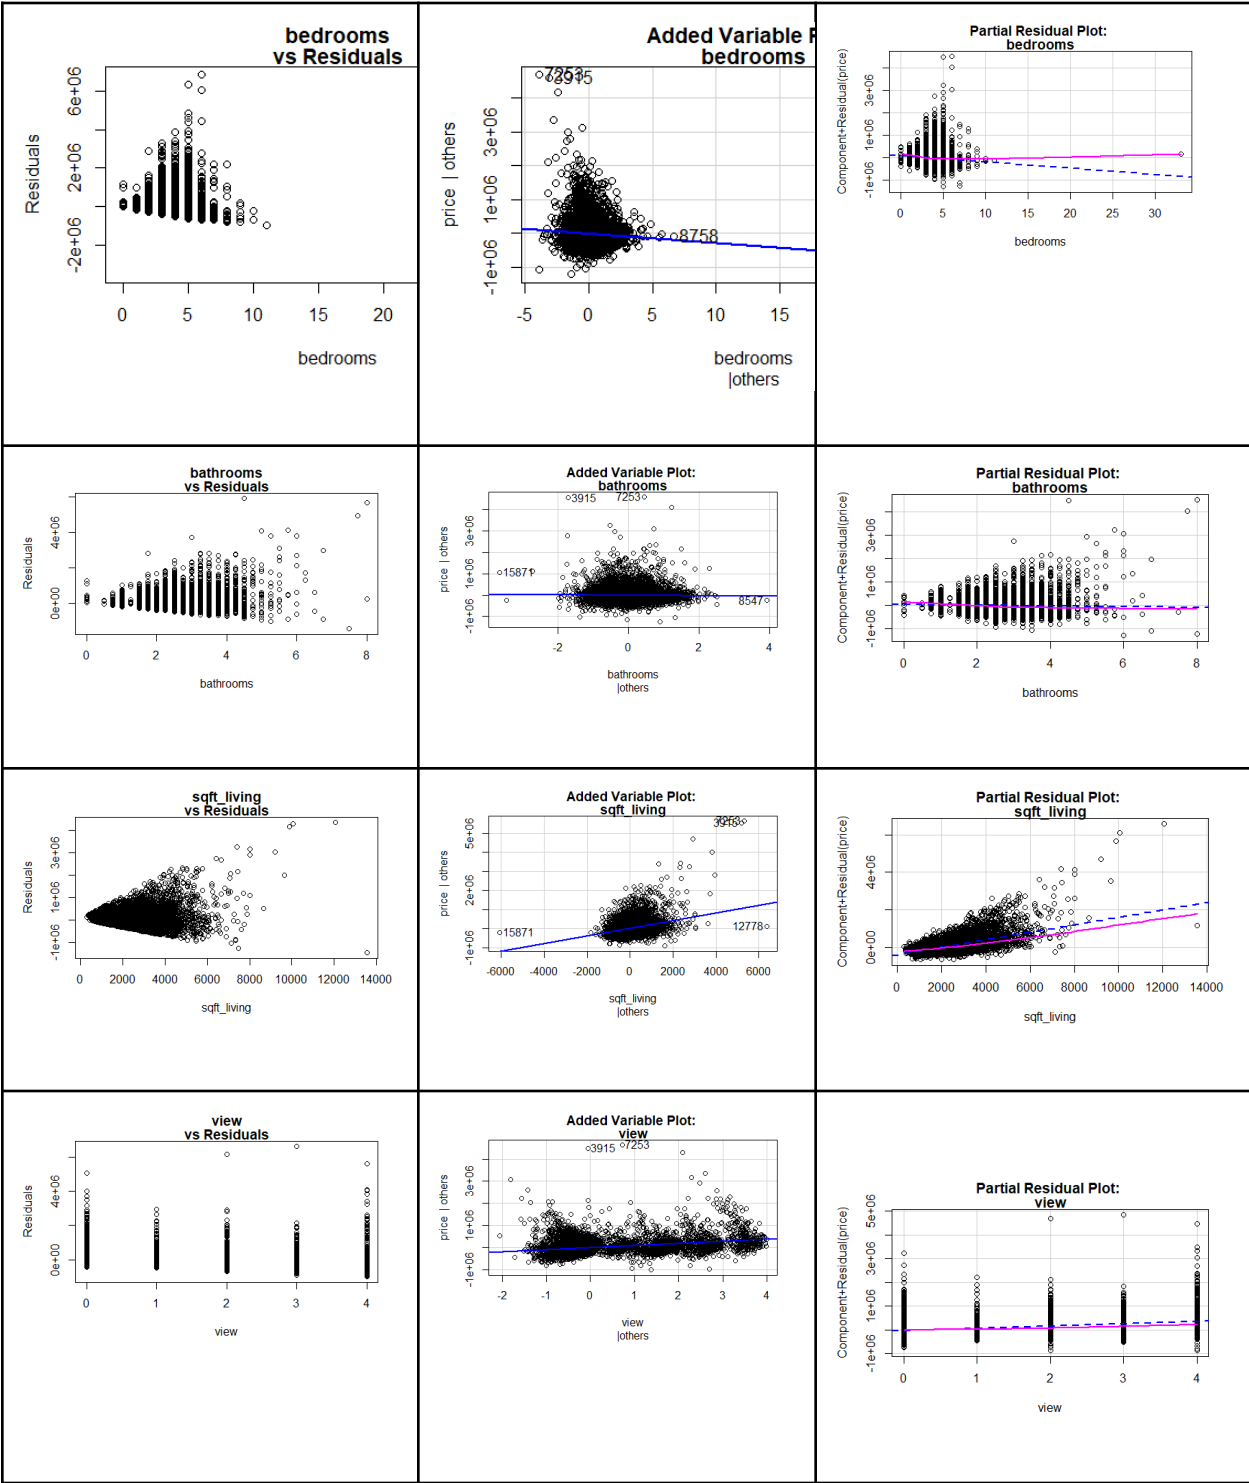 bedrooms
vs Residuals
Residuals
6e+06
2e+06
-2e+06
0 5 10 15 20
bedrooms
Added Variable P
bedrooms
7253
3915
8758
price | others
3e+06
1e+06
-1e+06
-5 0 5 10 15
bedrooms
|others
Partial Residual Plot:
bedrooms
Component+Residual(price)
3e+06
1e+06
-1e+06
0 5 10 15 20 25 30
bedrooms
bathrooms
vs Residuals
Residuals
4e+06
0e+00
0 2 4 6 8
bathrooms
Added Variable Plot:
bathrooms
3915 7253
15871
8547
price | others
3e+06
1e+06
-1e+06
-2 0 2 4
bathrooms
|others
Partial Residual Plot:
bathrooms
Component+Residual(price)
3e+06
1e+06
-1e+06
0 2 4 6 8
bathrooms
sqft_living
vs Residuals
Residuals
3e+06
1e+06
-1e+06
0 2000 4000 6000 8000 10000 12000 14000
sqft_living
Added Variable Plot:
sqft_living
7253
3915
15871
12778
price | others
5e+06
2e+06
-1e+06
-6000 -4000 -2000 0 2000 4000 6000
sqft_living
|others
Partial Residual Plot:
sqft_living
Component+Residual(price)
4e+06
0e+00
0 2000 4000 6000 8000 10000 12000 14000
sqft_living
view
vs Residuals
Residuals
4e+06
0e+00
0 1 2 3 4
view
Added Variable Plot:
view
3915 7253
price | others
3e+06
1e+06
-1e+06
-2 -1 0 1 2 3 4
view
|others
Partial Residual Plot:
view
Component+Residual(price)
5e+06
3e+06
1e+06
-1e+06
0 1 2 3 4
view